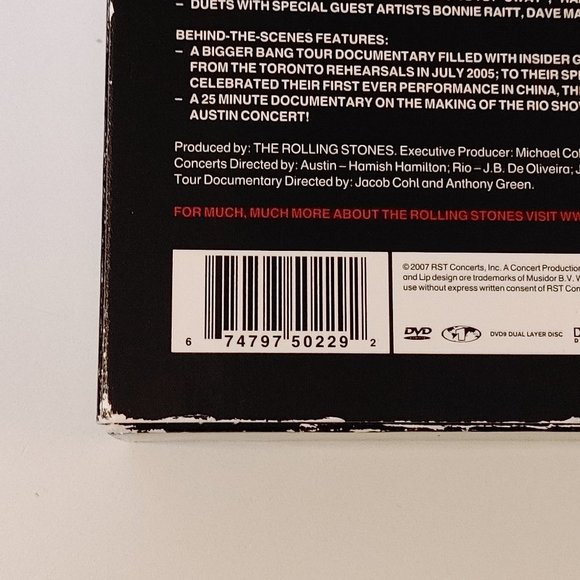 – DUETS WITH SPECIAL GUEST ARTISTS BONNIE RAITT, DAVE MA
BEHIND-THE-SCENES FEATURES:
– A BIGGER BANG TOUR DOCUMENTARY FILLED WITH INSIDER G
FROM THE TORONTO REHEARSALS IN JULY 2005; TO THEIR SPE
CELEBRATED THEIR FIRST EVER PERFORMANCE IN CHINA, THE
– A 25 MINUTE DOCUMENTARY ON THE MAKING OF THE RIO SHOW
AUSTIN CONCERT!
Produced by: THE ROLLING STONES. Executive Producer: Michael Coh
Concerts Directed by: Austin – Hamish Hamilton; Rio – J.B. De Oliveira; J
Tour Documentary Directed by: Jacob Cohl and Anthony Green.
FOR MUCH, MUCH MORE ABOUT THE ROLLING STONES VISIT WW
© 2007 RST Concerts, Inc. A Concert Production
and Lip design are trademarks of Musidor B.V. W
use without express written consent of RST Con
DVD DVD9 DUAL LAYER DISC
6 74797 50229 2